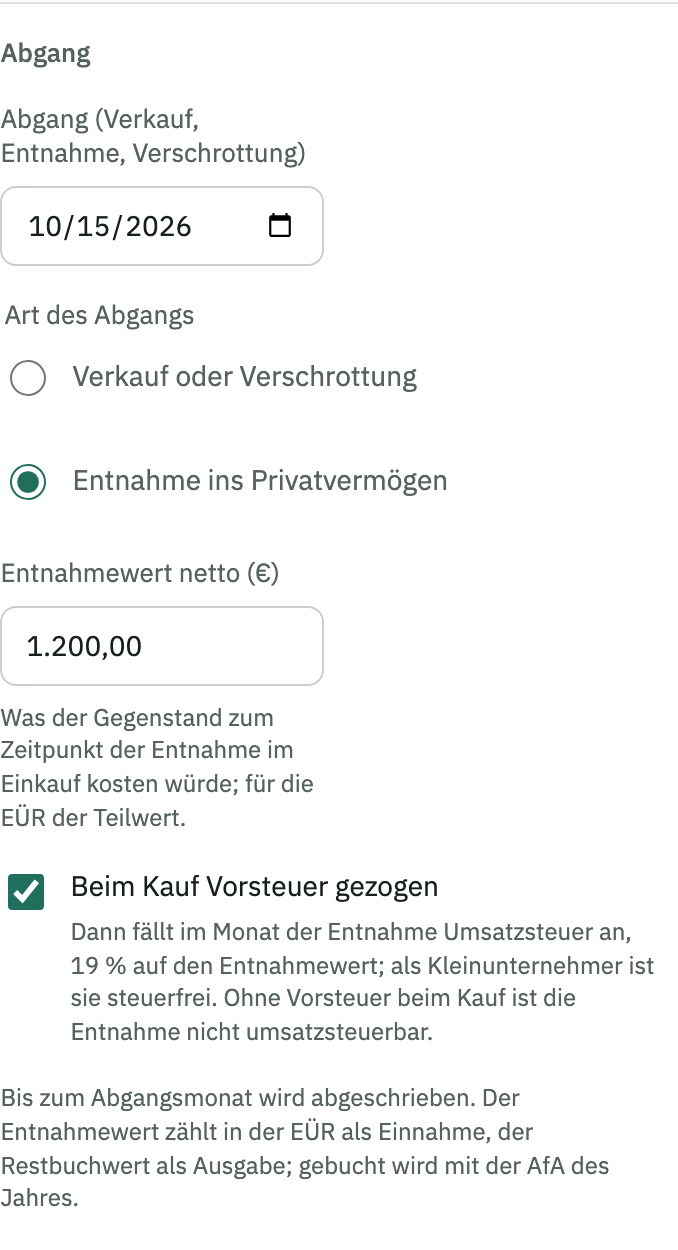 Abgang
Abgang (Verkauf,
Entnahme, Verschrottung)
10/15/2026
Art des Abgangs
Verkauf oder Verschrottung
Entnahme ins Privatvermögen
Entnahmewert netto (€)
1.200,00
Was der Gegenstand zum
Zeitpunkt der Entnahme im
Einkauf kosten würde; für die
EÜR der Teilwert.
Beim Kauf Vorsteuer gezogen
Dann fällt im Monat der Entnahme Umsatzsteuer an,
19 % auf den Entnahmewert; als Kleinunternehmer ist
sie steuerfrei. Ohne Vorsteuer beim Kauf ist die
Entnahme nicht umsatzsteuerbar.
Bis zum Abgangsmonat wird abgeschrieben. Der
Entnahmewert zählt in der EÜR als Einnahme, der
Restbuchwert als Ausgabe; gebucht wird mit der AfA des
Jahres.